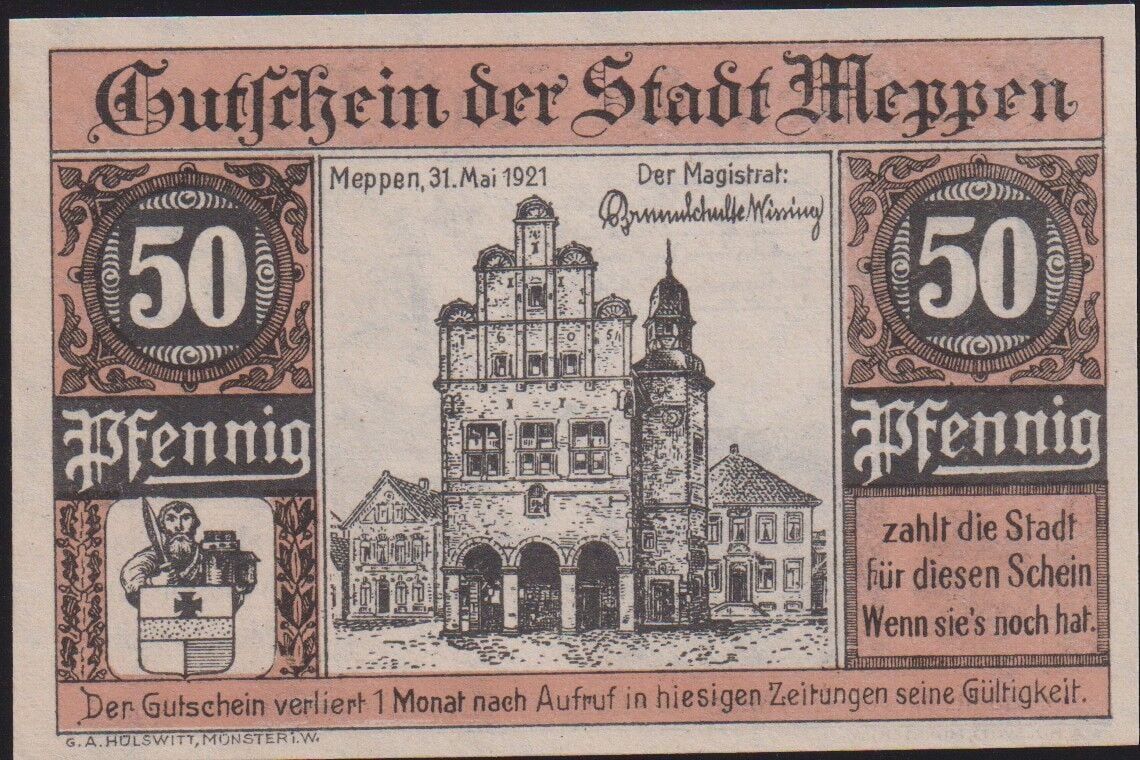 Gutschein der Stadt Meppen
50
Meppen, 31. Mai 1921
Der Magistrat:
50
Pfennig
1605
Pfennig
zahlt die Stadt
für diesen Schein
Wenn sie's noch hat.
Der Gutschein verliert 1 Monat nach Aufruf in hiesigen Zeitungen seine Gültigkeit.
G. A. HÜLSWITT, MÜNSTER i. W.